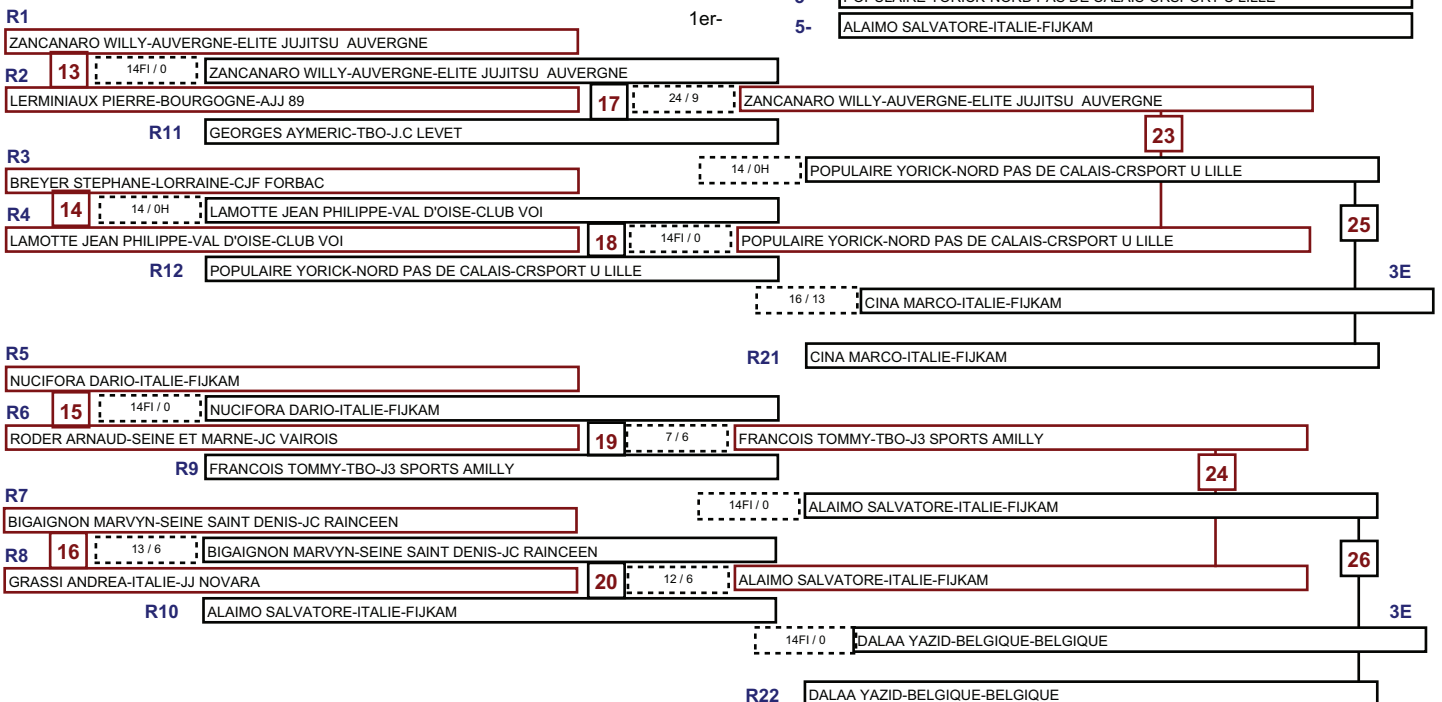 5- POPULAIRE YORICK-NORD PAS DE CALAIS-CRSPORT U LILLE
1er-
5- ALAIMO SALVATORE-ITALIE-FIJKAM
R1
ZANCANARO WILLY-AUVERGNE-ELITE JUJITSU AUVERGNE
R2 13 14FI / 0 ZANCANARO WILLY-AUVERGNE-ELITE JUJITSU AUVERGNE
LERMINIAUX PIERRE-BOURGOGNE-AJJ 89 17 24 / 9 ZANCANARO WILLY-AUVERGNE-ELITE JUJITSU AUVERGNE
R11 GEORGES AYMERIC-TBO-J.C LEVET 23
R3 14 / 0H POPULAIRE YORICK-NORD PAS DE CALAIS-CRSPORT U LILLE
BREYER STEPHANE-LORRAINE-CJF FORBAC
R4 14 14 / 0H LAMOTTE JEAN PHILIPPE-VAL D'OISE-CLUB VOI 25
LAMOTTE JEAN PHILIPPE-VAL D'OISE-CLUB VOI 18 14FI / 0 POPULAIRE YORICK-NORD PAS DE CALAIS-CRSPORT U LILLE
R12 POPULAIRE YORICK-NORD PAS DE CALAIS-CRSPORT U LILLE 3E
16 / 13 CINA MARCO-ITALIE-FIJKAM
R5 R21 CINA MARCO-ITALIE-FIJKAM
NUCIFORA DARIO-ITALIE-FIJKAM
R6 15 14FI / 0 NUCIFORA DARIO-ITALIE-FIJKAM
RODER ARNAUD-SEINE ET MARNE-JC VAIROIS 19 7 / 6 FRANCOIS TOMMY-TBO-J3 SPORTS AMILLY
R9 FRANCOIS TOMMY-TBO-J3 SPORTS AMILLY 24
R7 14FI / 0 ALAIMO SALVATORE-ITALIE-FIJKAM
BIGAIGNON MARVYN-SEINE SAINT DENIS-JC RAINCEEN
R8 16 13 / 6 BIGAIGNON MARVYN-SEINE SAINT DENIS-JC RAINCEEN 26
GRASSI ANDREA-ITALIE-JJ NOVARA 20 12 / 6 ALAIMO SALVATORE-ITALIE-FIJKAM
R10 ALAIMO SALVATORE-ITALIE-FIJKAM 3E
14FI / 0 DALAA YAZID-BELGIQUE-BELGIQUE
R22 DALAA YAZID-BELGIQUE-BELGIQUE